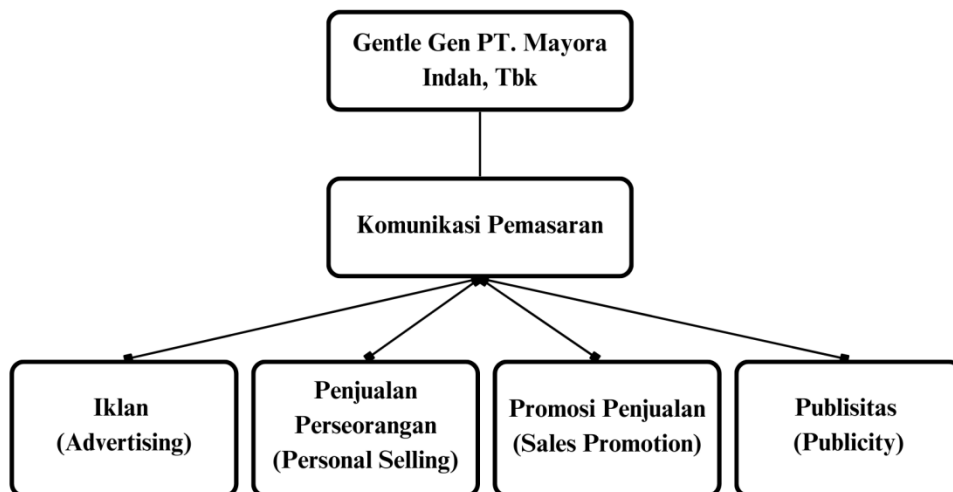 Gentle Gen PT. Mayora
Indah, Tbk
Komunikasi Pemasaran
Iklan
(Advertising)
Penjualan
Perseorangan
(Personal Selling)
Promosi Penjualan
(Sales Promotion)
Publisitas
(Publicity)